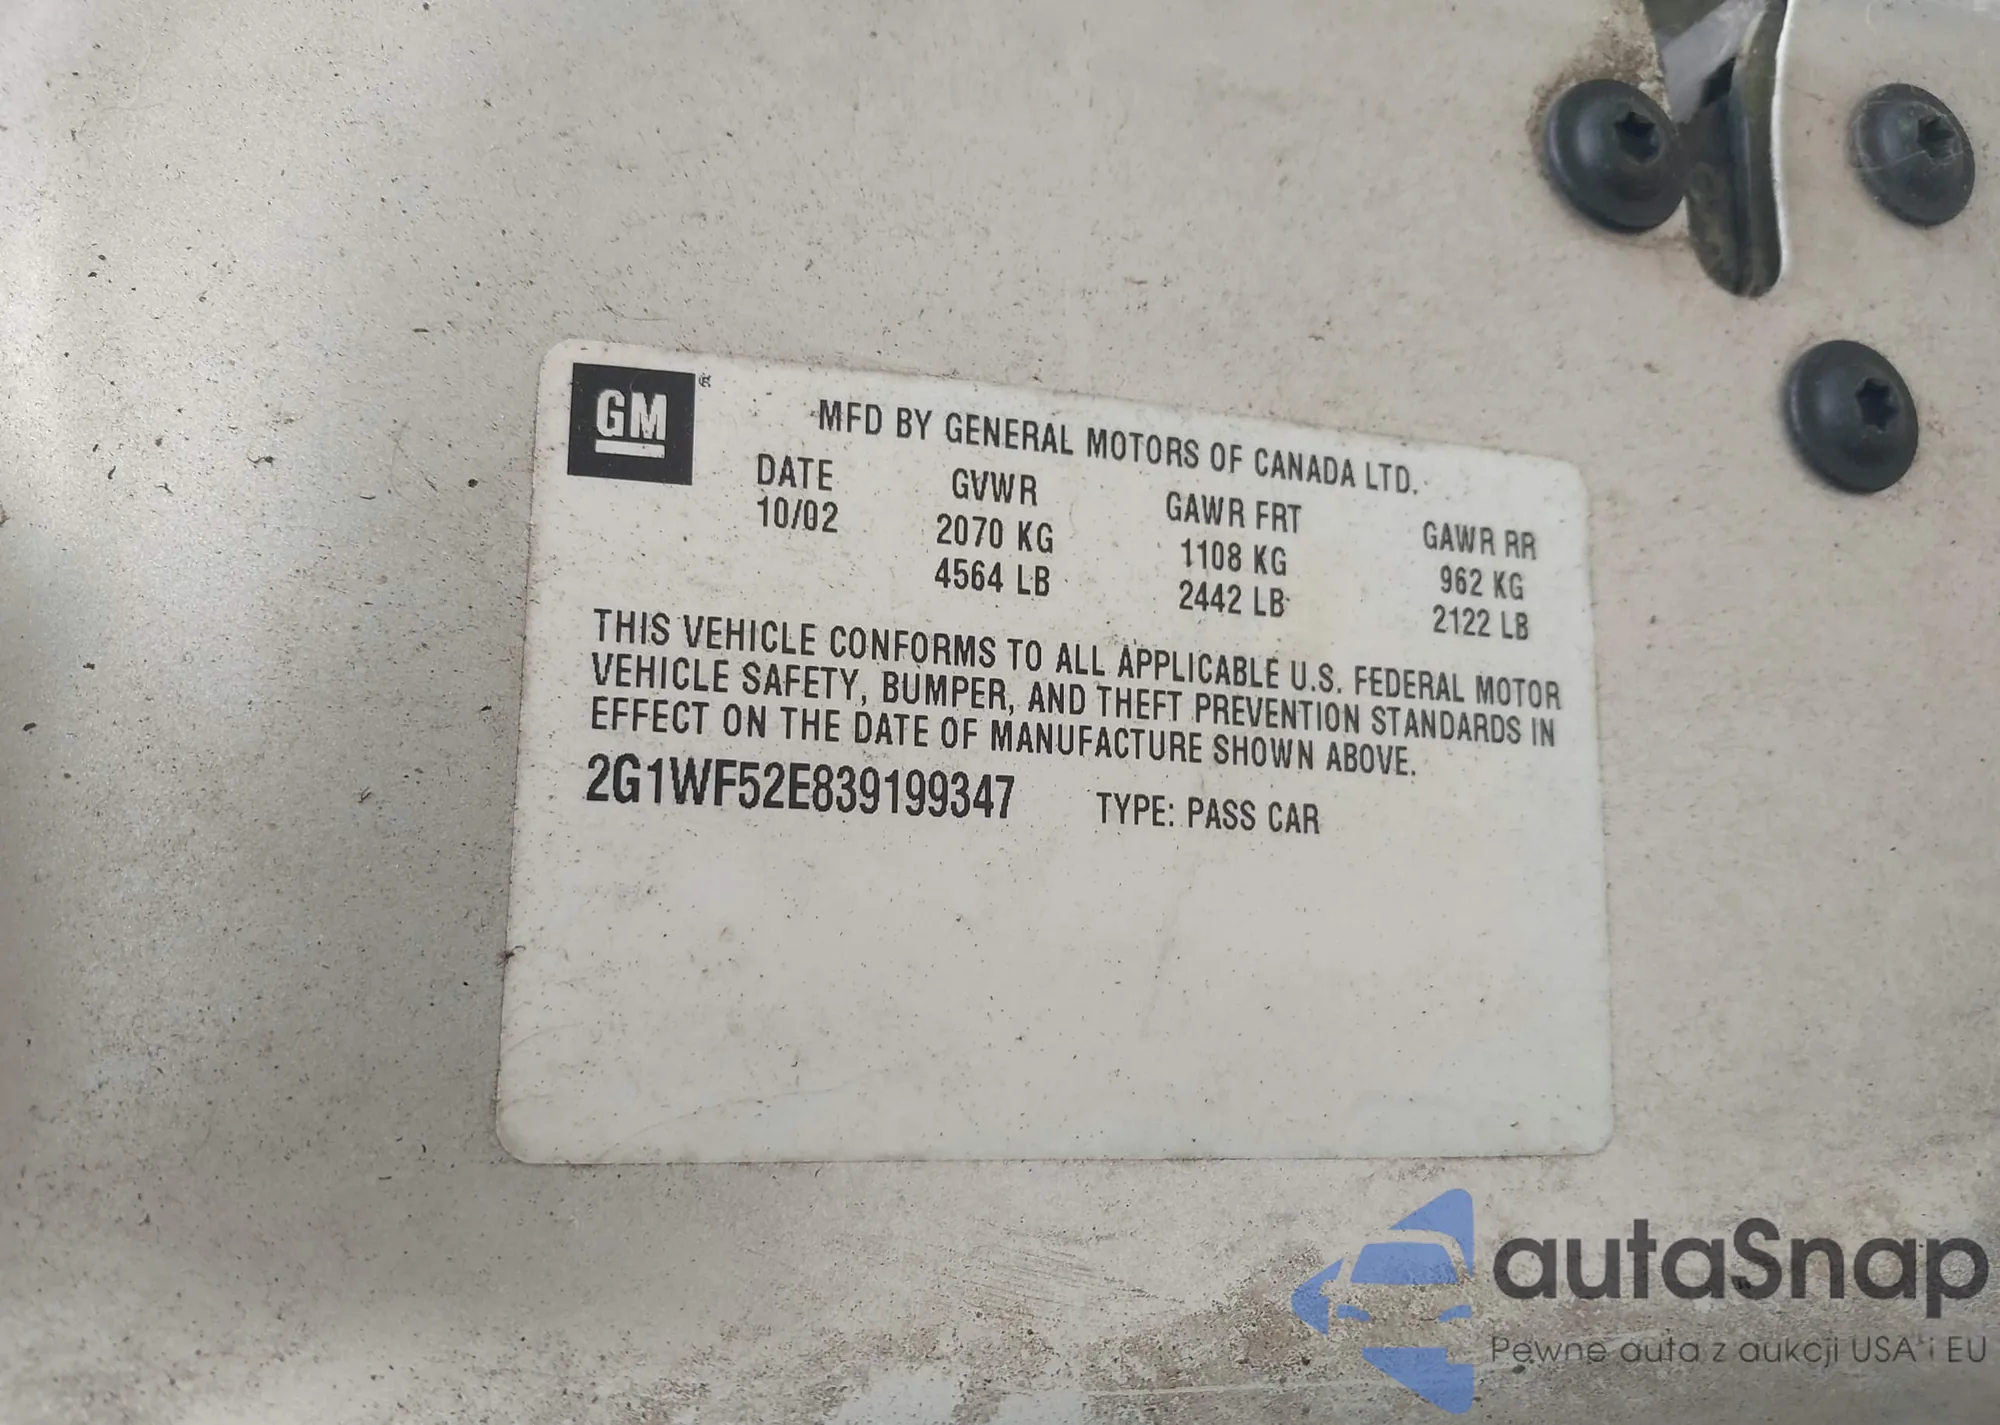 GM
MFD BY GENERAL MOTORS OF CANADA LTD.
DATE GVWR GAWR FRT GAWR RR
10/02 2070 KG 1108 KG 962 KG
4564 LB 2442 LB 2122 LB
THIS VEHICLE CONFORMS TO ALL APPLICABLE U.S. FEDERAL MOTOR
VEHICLE SAFETY, BUMPER, AND THEFT PREVENTION STANDARDS IN
EFFECT ON THE DATE OF MANUFACTURE SHOWN ABOVE.
2G1WF52E839199347 TYPE: PASS CAR
autaSnap
Pewne auta z aukcji USA i EU